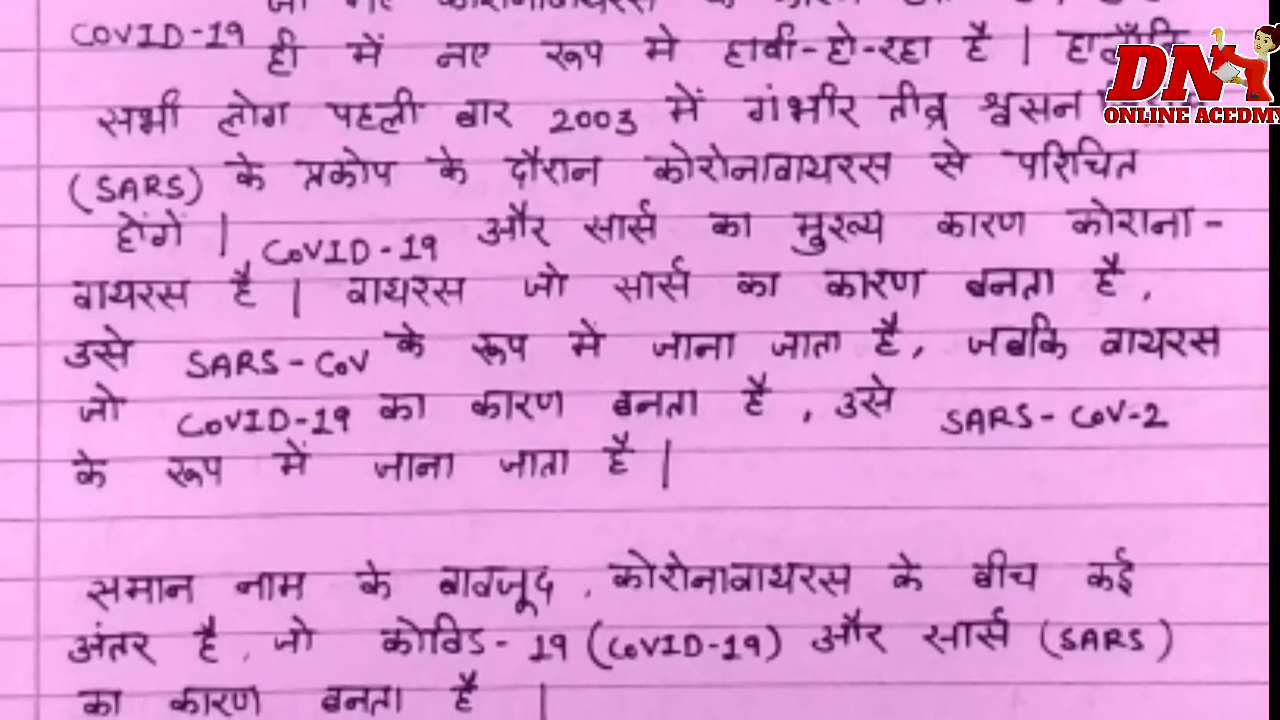 COVID-19 ही में नए रूप मे हावी-हो-रहा है |
सभी लोग पहली बार 2003 में गंभीर तीव्र श्वसन
(SARS) के प्रकोप के दौरान कोरोनावायरस से परिचित
होंगें | COVID-19 और सार्स का मुख्य कारण कोराना-
वायरस है | वायरस जो सार्स का कारण बनता है,
उसे SARS-CoV के रूप में जाना जाता है, जबकि वायरस
जो COVID-19 का कारण बनता है, उसे SARS-CoV-2
के रूप में जाना जाता है |
समान नाम के बावजूद, कोरोनावायरस के बीच कई
अंतर है, जो कोविड-19 (COVID-19) और सार्स (SARS)
का कारण बनता है |
DN
ONLINE ACEDMY